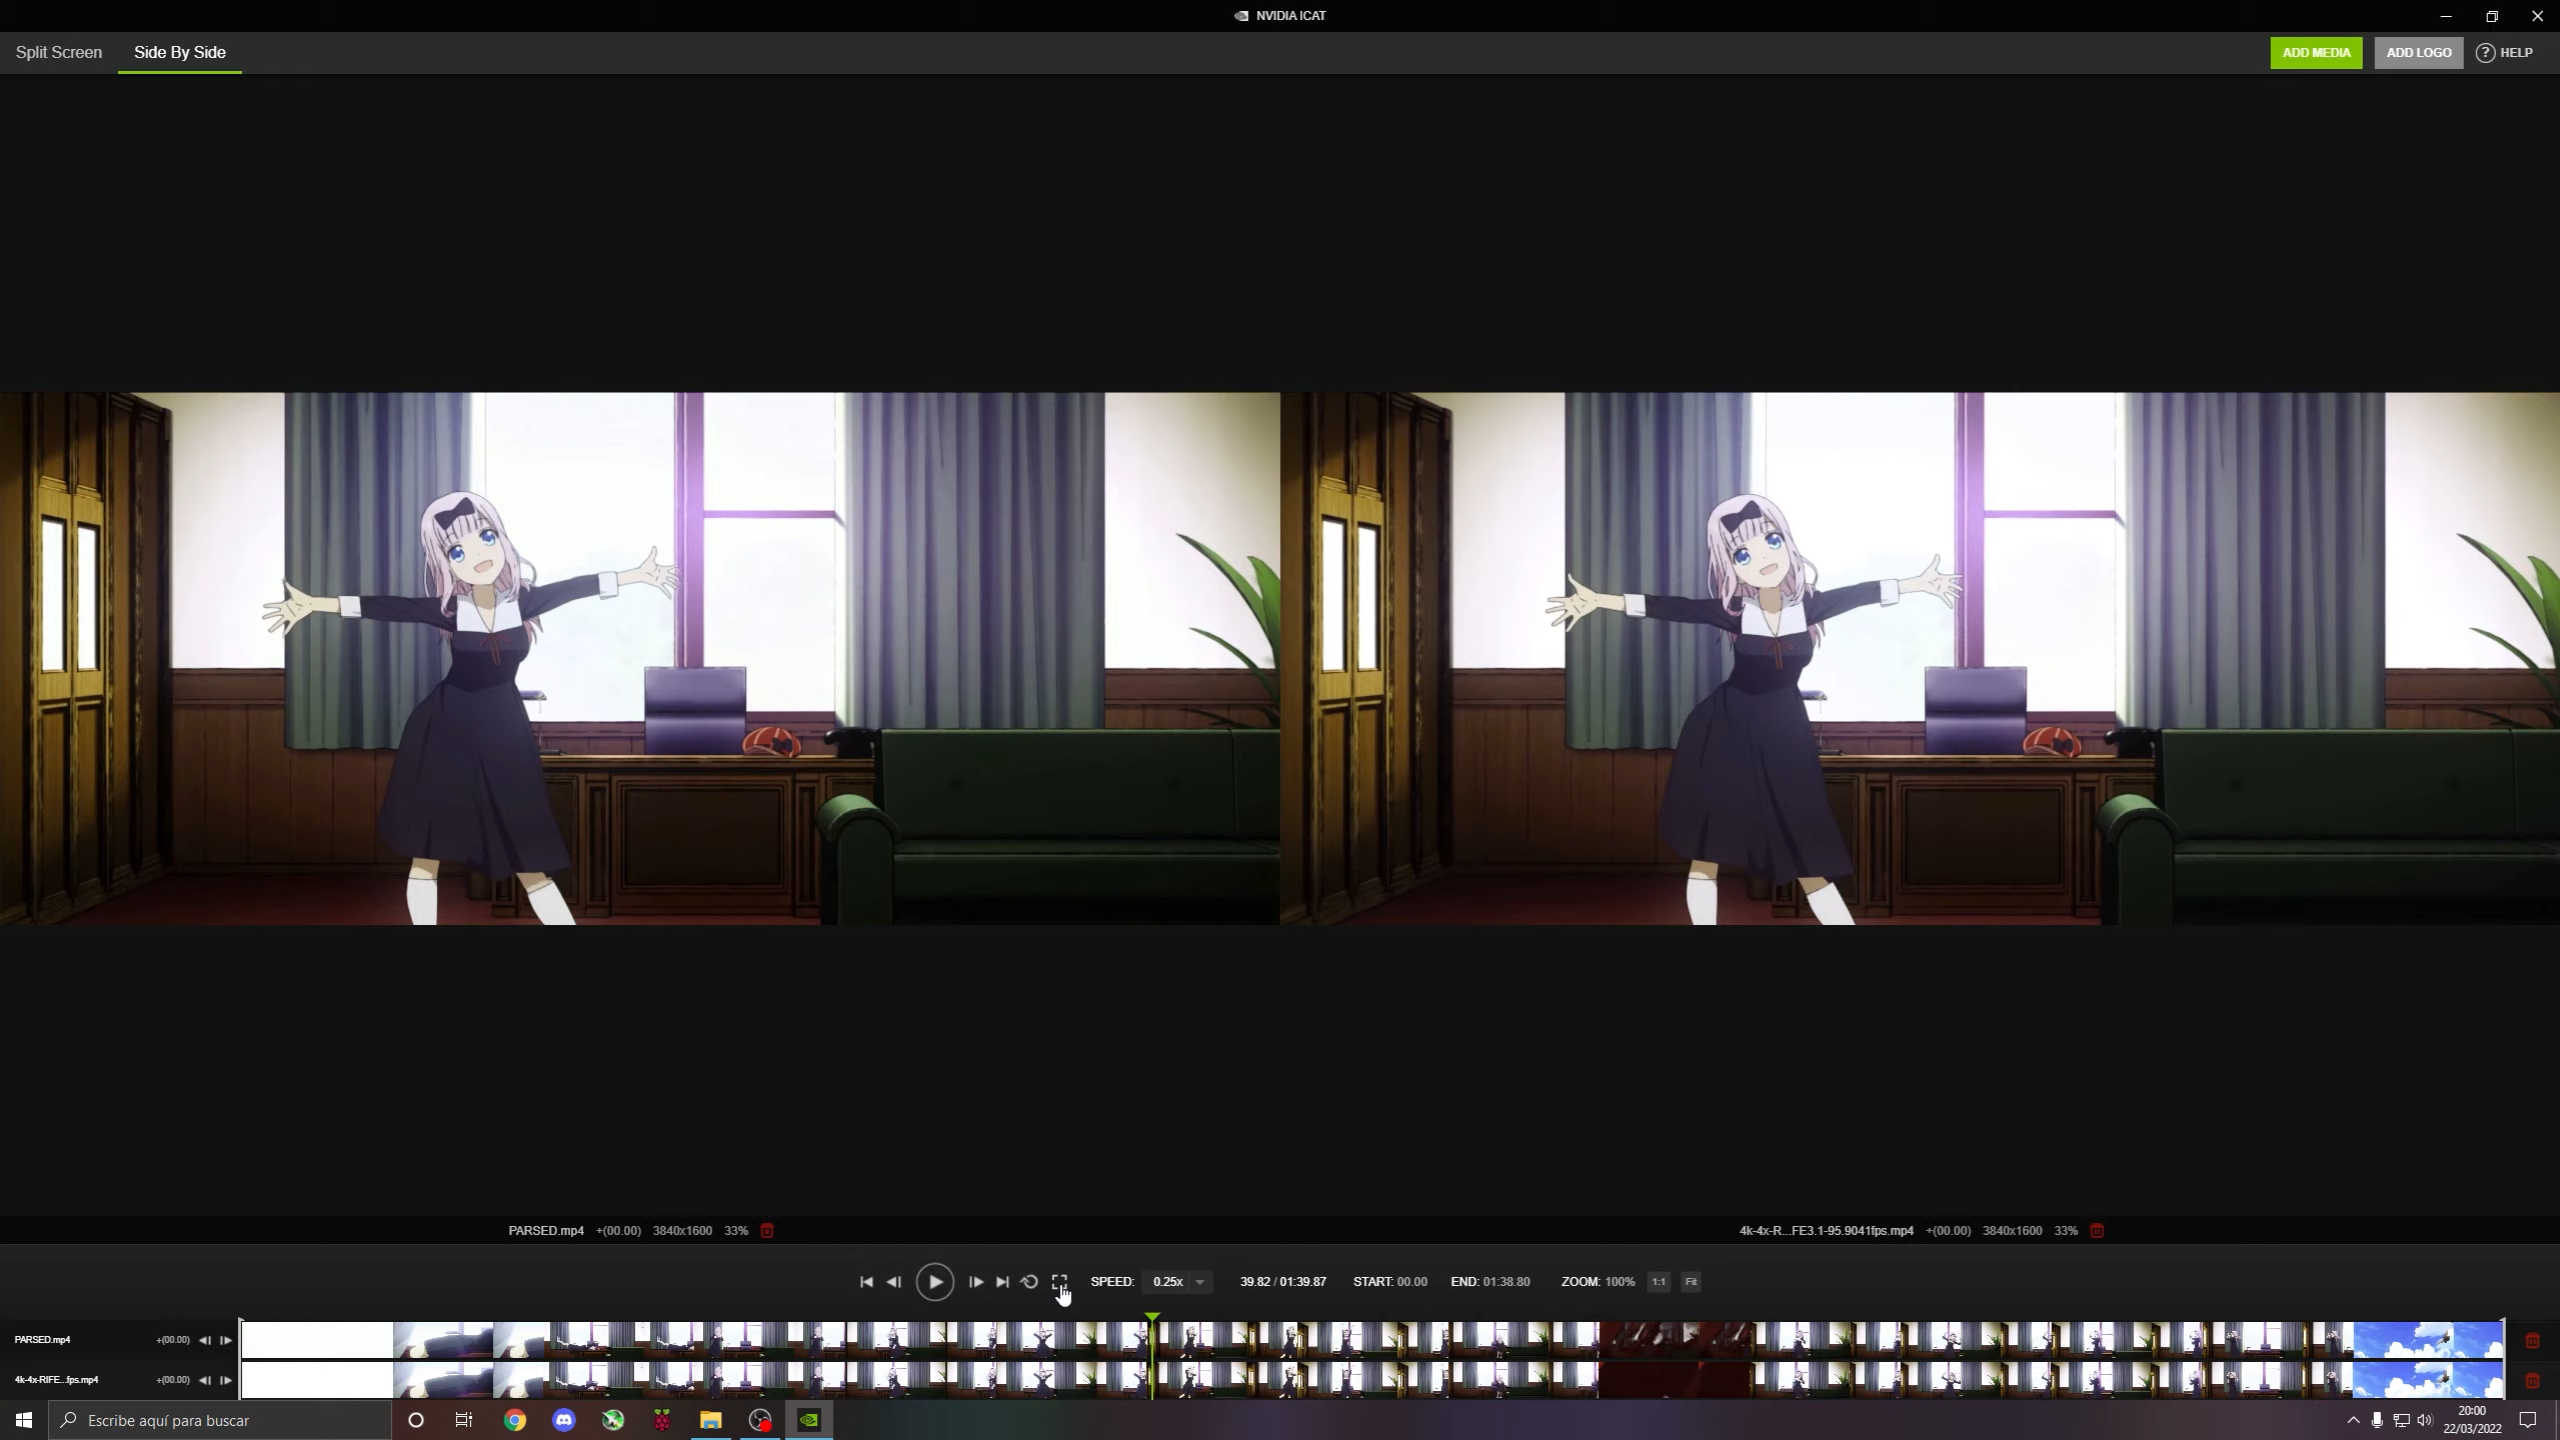 NVIDIA ICAT
Split Screen Side By Side ADD MEDIA ADD LOGO ? HELP
PARSED.mp4 +(00.00) 3840x1600 33% 4k-4x-R...FE3.1-95.9041fps.mp4 +(00.00) 3840x1600 33%
SPEED: 0.25x 39.82 / 01:39.87 START: 00.00 END: 01:38.80 ZOOM: 100% 1:1 Fit
PARSED.mp4 +(00.00)
4k-4x-RIFE...fps.mp4 +(00.00)
Escribe aquí para buscar
20:00
22/03/2022